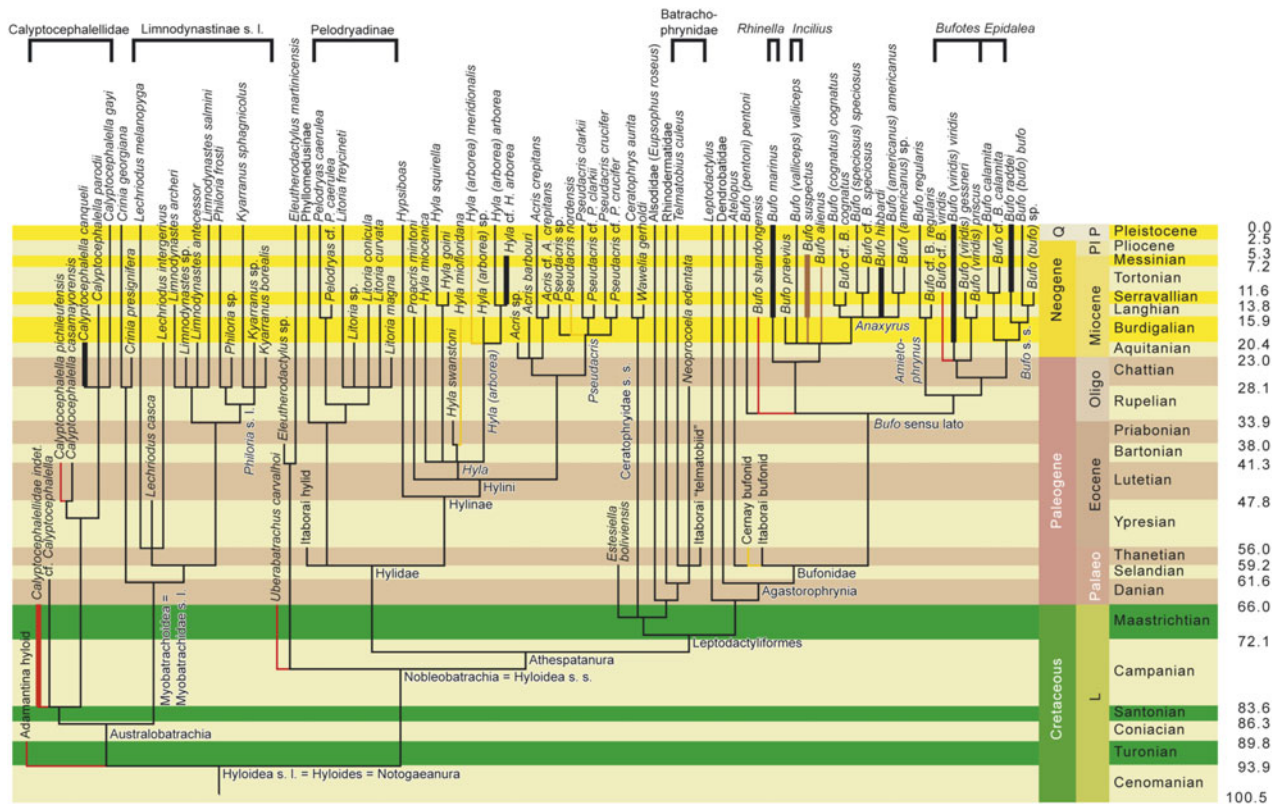 Calyptocephalellidae
Limnodynastinae s. l.
Pelodryadinae
Batracho-
phrynidae
Rhinella
Incilius
Bufotes Epidalea
Adamantina hyloid
Calyptocephalellidae indet.
cf. Calyptocephalella
Calyptocephalella pichileufensis
Calyptocephalella casamayorensis
Calyptocephalella canqueli
Calyptocephalella parodii
Calyptocephalella gayi
Crinia georgiana
Crinia presignifera
Lechriodus melanopyga
Lechriodus casca
Lechriodus intergerivus
Limnodynastes archeri
Limnodynastes sp.
Limnodynastes antecessor
Limnodynastes salmini
Philoria frosti
Philoria sp.
Kyarranus sphagnicolus
Kyarranus sp.
Kyarranus borealis
Philoria s. l.
Uberabatrachus carvalhoi
Eleutherodactylus sp.
Eleutherodactylus martinicensis
Phyllomedusinae
Itaborai hylid
Pelodryas caerulea
Pelodryas cf. P. caerulea
Litoria freycineti
Litoria sp.
Litoria conicula
Litoria curvata
Litoria magna
Hypsiboas
Proacris mintoni
Hyla miocenica
Hyla squirella
Hyla goini
Hyla swanstoni
Hyla miofloridana
Hyla (arborea) meridionalis
Hyla (arborea) sp.
Hyla (arborea) arborea
Hyla cf. H. arborea
Hyla (arborea)
Hyla
Acris sp.
Acris barbouri
Acris crepitans
Acris cf. A. crepitans
Pseudacris sp.
Pseudacris nordensis
Pseudacris clarkii
Pseudacris cf. P. clarkii
Pseudacris crucifer
Pseudacris cf. P. crucifer
Pseudacris
Ceratophrys aurita
Wawelia gerholdi
Ceratophryidae s. s.
Estesiella
boliviensis
Alsodidae (Eupsophus roseus)
Rhinodermatidae
Telmatobius culeus
Neoprocoela edentata
Itaborai "telmatobiid"
Leptodactylus
Dendrobatidae
Atelopus
Cernay bufonid
Itaborai bufonid
Bufo (pentoni) pentoni
Bufo shandongensis
Bufo marinus
Bufo praevius
Bufo (valliceps) valliceps
Bufo suspectus
Bufo alienus
Bufo (cognatus) cognatus
Bufo cf. B. cognatus
Bufo (speciosus) speciosus
Bufo cf. B. speciosus
Bufo hibbardi
Bufo (americanus) americanus
Bufo (americanus) sp.
Anaxyrus
Bufo regularis
Bufo cf. B. regularis
Amieto-
phrynus
Bufo cf. B. viridis
Bufo (viridis) viridis
Bufo (viridis) gessneri
Bufo (viridis) priscus
Bufo calamita
Bufo cf. B. calamita
Bufo raddei
Bufo (bufo) bufo
Bufo (bufo) sp.
Bufo s. s.
Bufo sensu lato
Hylini
Hylinae
Hylidae
Bufonidae
Agastorophrynia
Leptodactyliformes
Athespatanura
Nobleobatrachia = Hyloidea s. s.
Myobatrachoidea =
Myobatrachidae s. l.
Australobatrachia
Hyloidea s. l. = Hyloides = Notogaeanura
Q
P
Pl
Neogene
Miocene
Paleogene
Oligo
Eocene
Palaeo
Cretaceous
L
Pleistocene
Pliocene
Messinian
Tortonian
Serravallian
Langhian
Burdigalian
Aquitanian
Chattian
Rupelian
Priabonian
Bartonian
Lutetian
Ypresian
Thanetian
Selandian
Danian
Maastrichtian
Campanian
Santonian
Coniacian
Turonian
Cenomanian
0.0
2.5
5.3
7.2
11.6
13.8
15.9
20.4
23.0
28.1
33.9
38.0
41.3
47.8
56.0
59.2
61.6
66.0
72.1
83.6
86.3
89.8
93.9
100.5